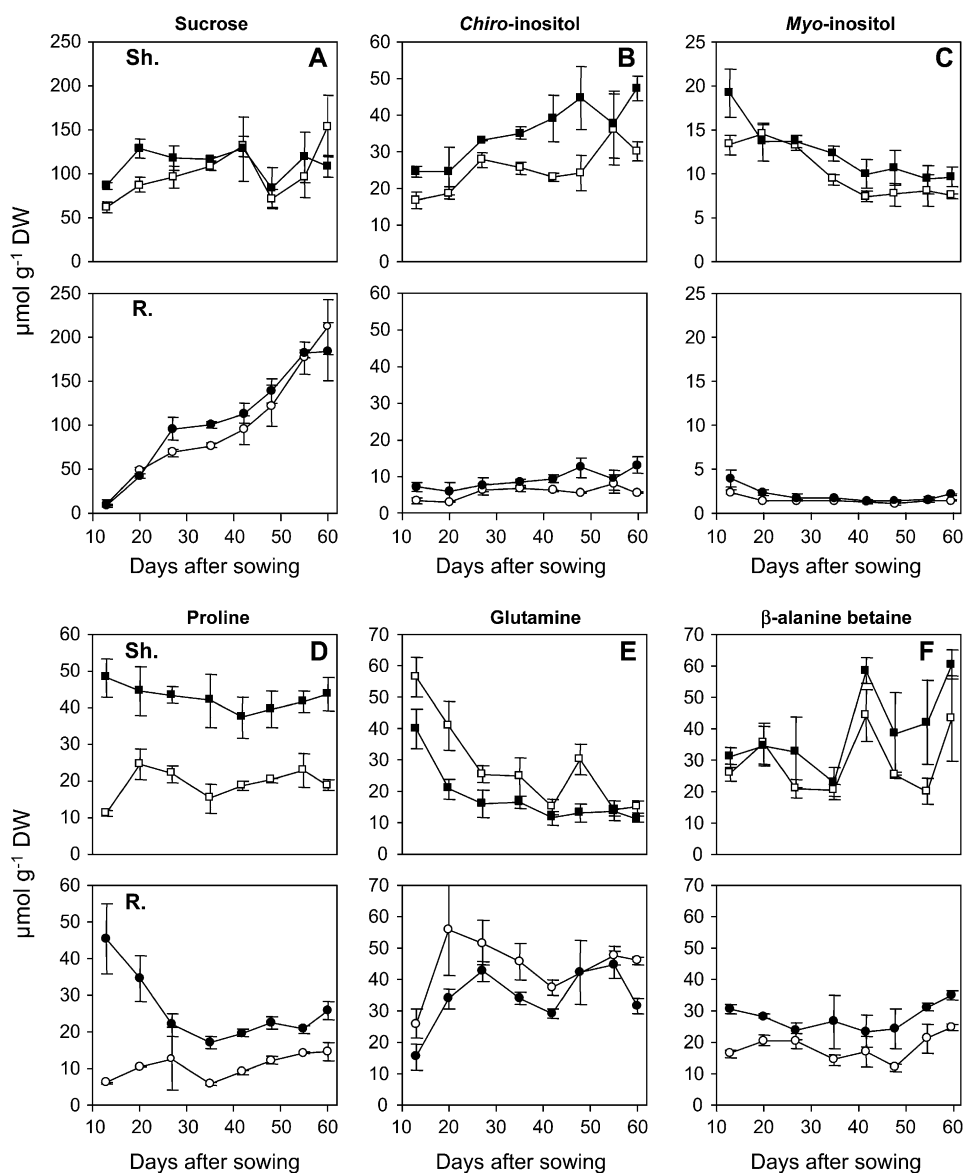 Sucrose
Chiro-inositol
Myo-inositol
250
200
150
100
50
0
Sh.
A
60
50
40
30
20
10
0
B
25
20
15
10
5
0
C
µmol g⁻¹ DW
250
200
150
100
50
0
R.
10 20 30 40 50 60
Days after sowing
60
50
40
30
20
10
0
10 20 30 40 50 60
Days after sowing
25
20
15
10
5
0
10 20 30 40 50 60
Days after sowing
Proline
Glutamine
β-alanine betaine
60
50
40
30
20
10
0
Sh.
D
70
60
50
40
30
20
10
0
E
70
60
50
40
30
20
10
0
F
µmol g⁻¹ DW
60
50
40
30
20
10
0
R.
10 20 30 40 50 60
Days after sowing
70
60
50
40
30
20
10
0
10 20 30 40 50 60
Days after sowing
70
60
50
40
30
20
10
0
10 20 30 40 50 60
Days after sowing